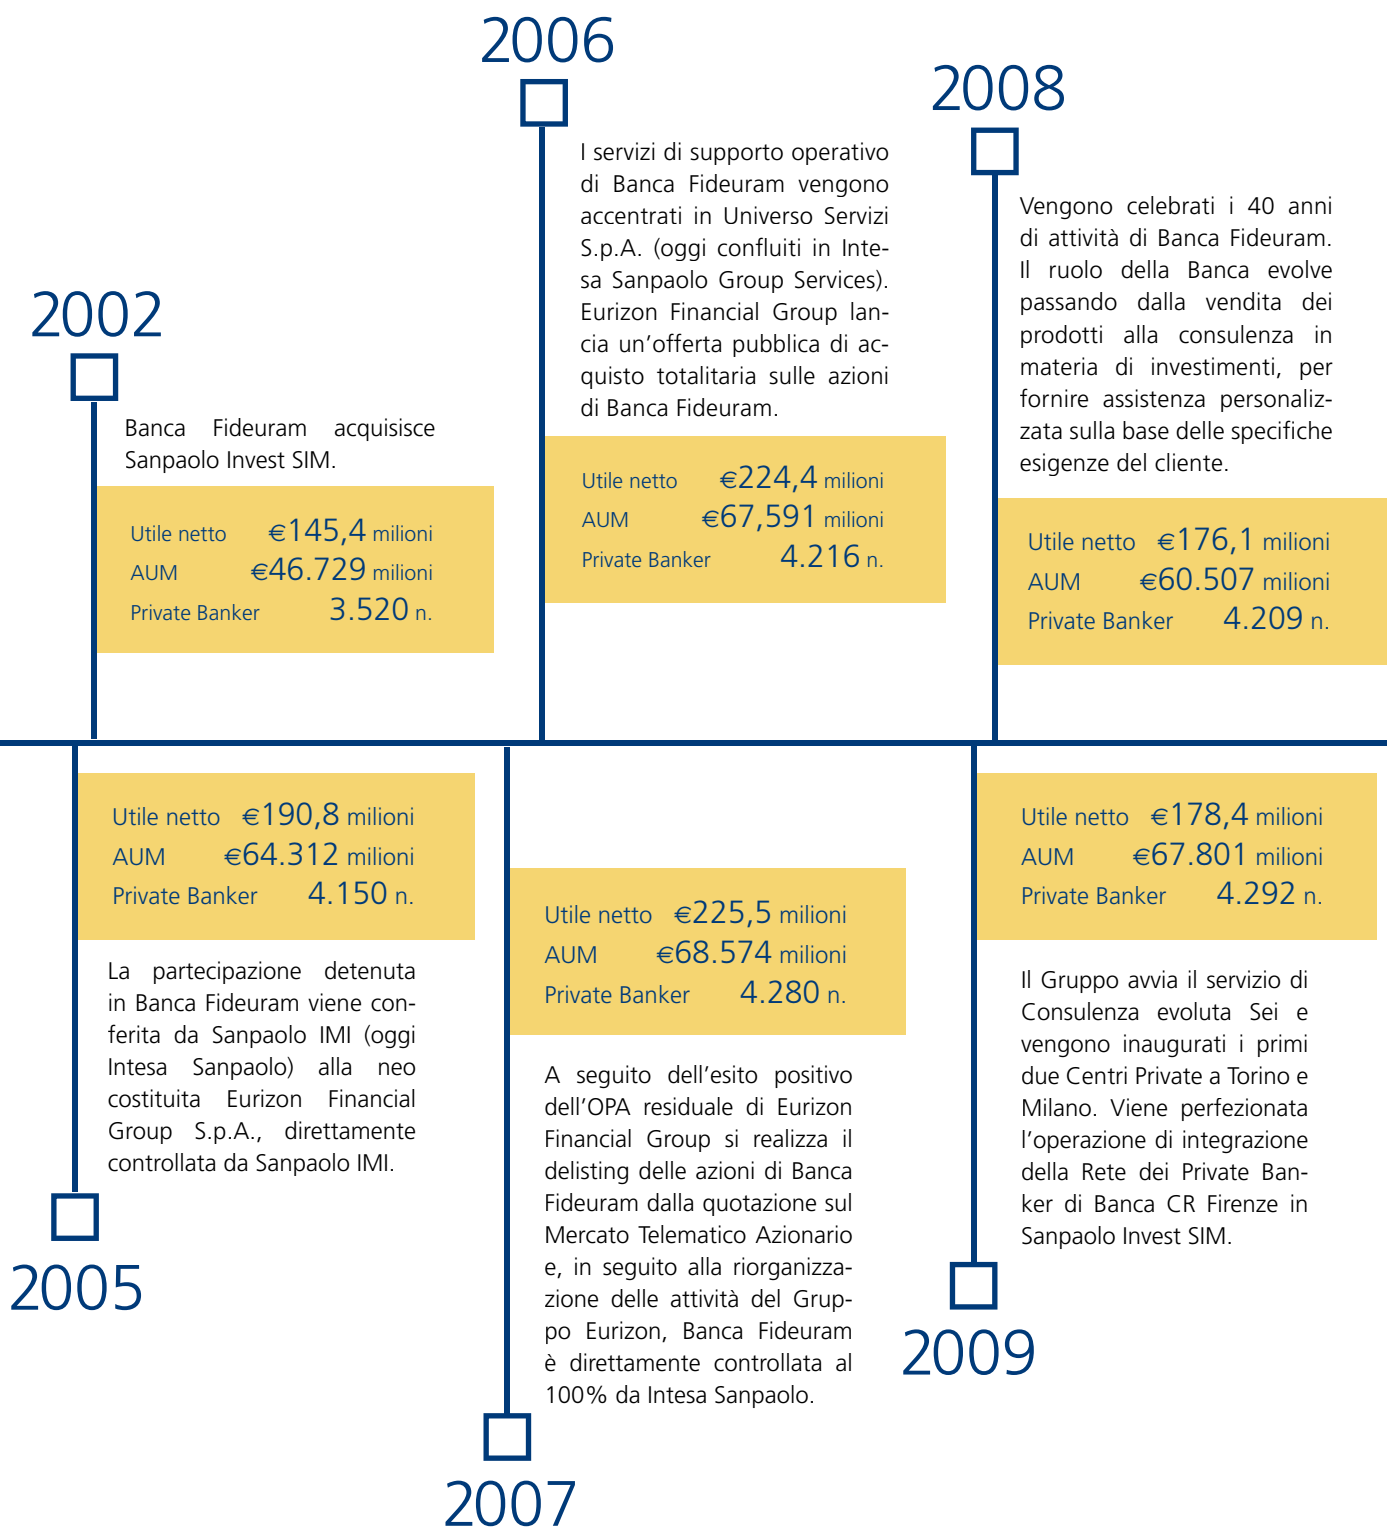 2002
Banca Fideuram acquisisce
Sanpaolo Invest SIM.
Utile netto €145,4 milioni
AUM €46.729 milioni
Private Banker 3.520 n.
2006
I servizi di supporto operativo
di Banca Fideuram vengono
accentrati in Universo Servizi
S.p.A. (oggi confluiti in Inte-
sa Sanpaolo Group Services).
Eurizon Financial Group lan-
cia un'offerta pubblica di ac-
quisto totalitaria sulle azioni
di Banca Fideuram.
Utile netto €224,4 milioni
AUM €67,591 milioni
Private Banker 4.216 n.
2008
Vengono celebrati i 40 anni
di attività di Banca Fideuram.
Il ruolo della Banca evolve
passando dalla vendita dei
prodotti alla consulenza in
materia di investimenti, per
fornire assistenza personaliz-
zata sulla base delle specifiche
esigenze del cliente.
Utile netto €176,1 milioni
AUM €60.507 milioni
Private Banker 4.209 n.
Utile netto €190,8 milioni
AUM €64.312 milioni
Private Banker 4.150 n.
La partecipazione detenuta
in Banca Fideuram viene con-
ferita da Sanpaolo IMI (oggi
Intesa Sanpaolo) alla neo
costituita Eurizon Financial
Group S.p.A., direttamente
controllata da Sanpaolo IMI.
2005
Utile netto €225,5 milioni
AUM €68.574 milioni
Private Banker 4.280 n.
A seguito dell'esito positivo
dell'OPA residuale di Eurizon
Financial Group si realizza il
delisting delle azioni di Banca
Fideuram dalla quotazione sul
Mercato Telematico Azionario
e, in seguito alla riorganizza-
zione delle attività del Grup-
po Eurizon, Banca Fideuram
è direttamente controllata al
100% da Intesa Sanpaolo.
2007
Utile netto €178,4 milioni
AUM €67.801 milioni
Private Banker 4.292 n.
Il Gruppo avvia il servizio di
Consulenza evoluta Sei e
vengono inaugurati i primi
due Centri Private a Torino e
Milano. Viene perfezionata
l'operazione di integrazione
della Rete dei Private Ban-
ker di Banca CR Firenze in
Sanpaolo Invest SIM.
2009